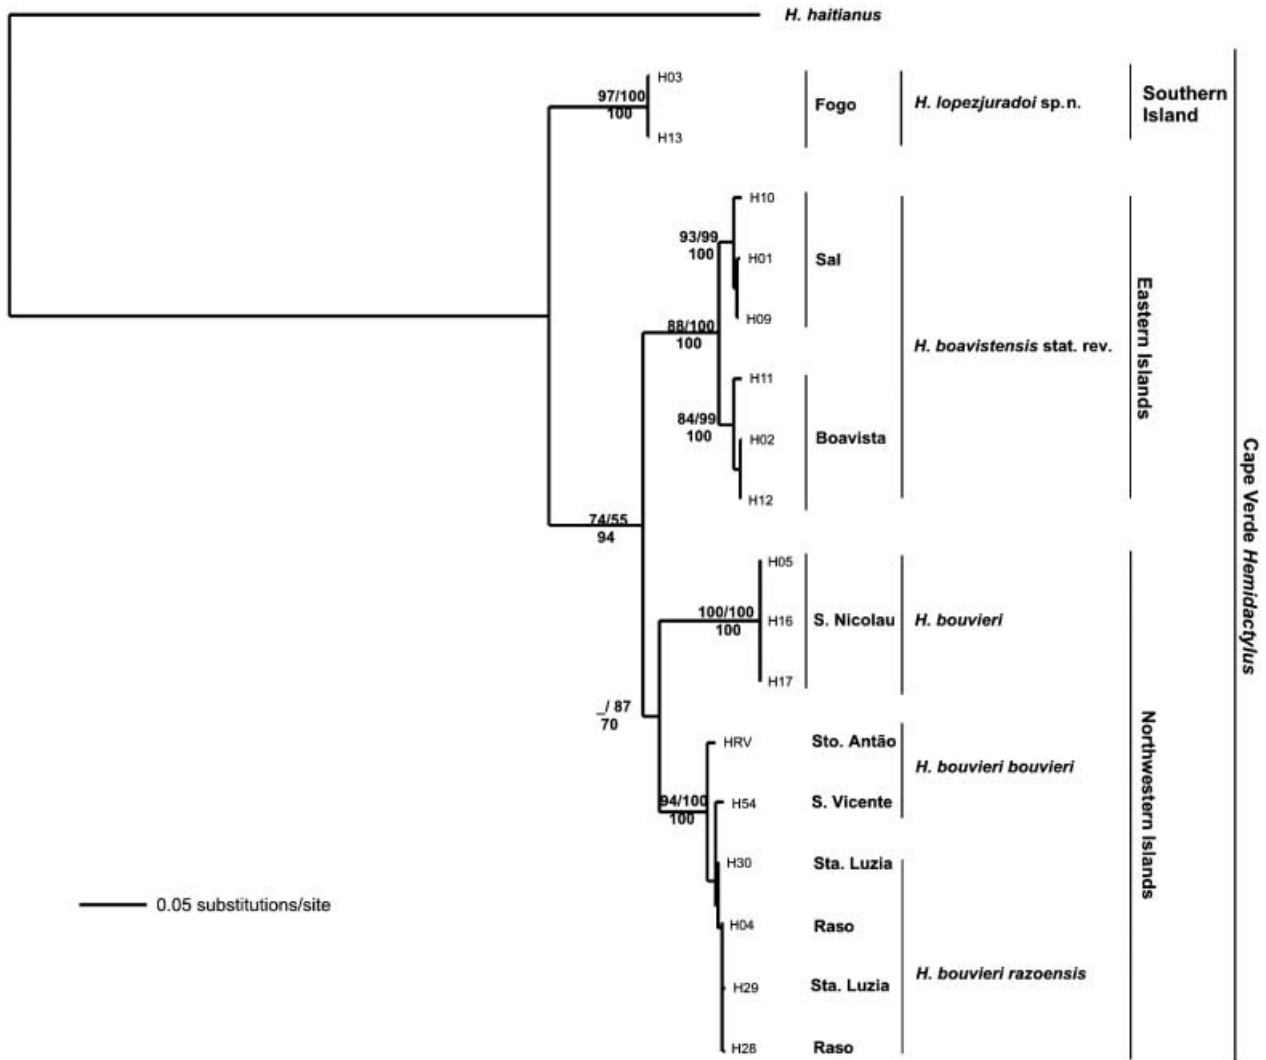 H. haitianus
H03
97/100
100
H13
Fogo
H. lopezjuradoi sp.n.
Southern
Island
H10
93/99
100
H01
Sal
H09
88/100
100
H. boavistensis stat. rev.
Eastern Islands
H11
84/99
100
H02
Boavista
H12
74/55
94
Cape Verde Hemidactylus
H05
100/100
100
H16
S. Nicolau
H. bouvieri
H17
_/ 87
70
Northwestern Islands
HRV
Sto. Antão
H. bouvieri bouvieri
94/100
100
H54
S. Vicente
H30
Sta. Luzia
0.05 substitutions/site
H04
Raso
H. bouvieri razoensis
H29
Sta. Luzia
H28
Raso